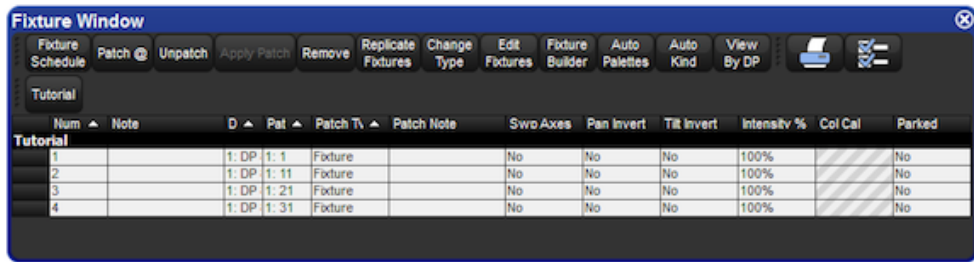 Fixture Window
Fixture Schedule Patch @ Unpatch Apply Patch Remove Replicate Fixtures Change Type Edit Fixtures Fixture Builder Auto Palettes Auto Kind View By DP
Tutorial
Num Note D Pat Patch Ty Patch Note Swp Axes Pan Invert Tilt Invert Intensity % Col Cal Parked
Tutorial
1 1: DP 1: 1 Fixture No No No 100% No
2 1: DP 1: 11 Fixture No No No 100% No
3 1: DP 1: 21 Fixture No No No 100% No
4 1: DP 1: 31 Fixture No No No 100% No